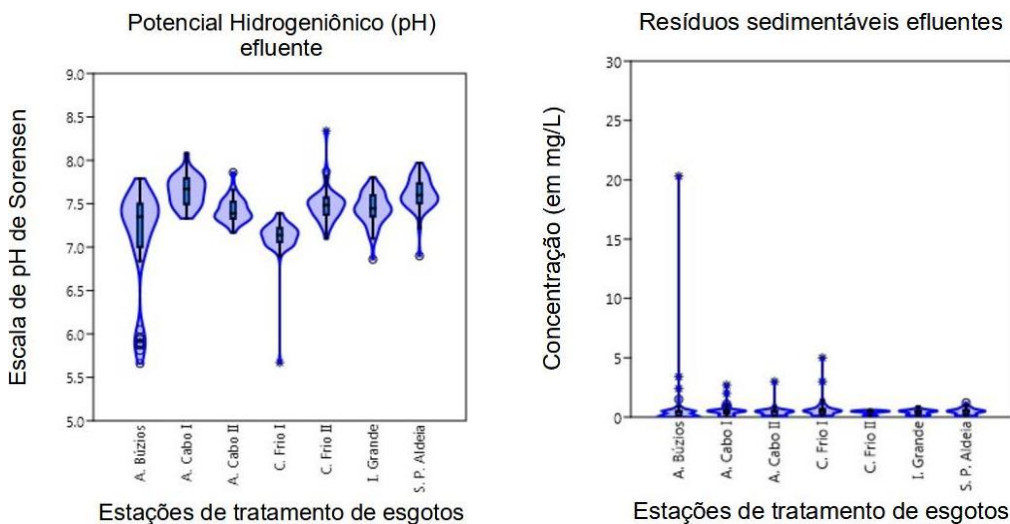 Potencial Hidrogeniônico (pH)
efluente
Escala de pH de Sorensen
9.0
8.5
8.0
7.5
7.0
6.5
6.0
5.5
5.0
A. Búzios
A. Cabo I
A. Cabo II
C. Frio I
C. Frio II
I. Grande
S. P. Aldeia
Estações de tratamento de esgotos
Resíduos sedimentáveis efluentes
Concentração (em mg/L)
30
25
20
15
10
5
0
A. Búzios
A. Cabo I
A. Cabo II
C. Frio I
C. Frio II
I. Grande
S. P. Aldeia
Estações de tratamento de esgotos